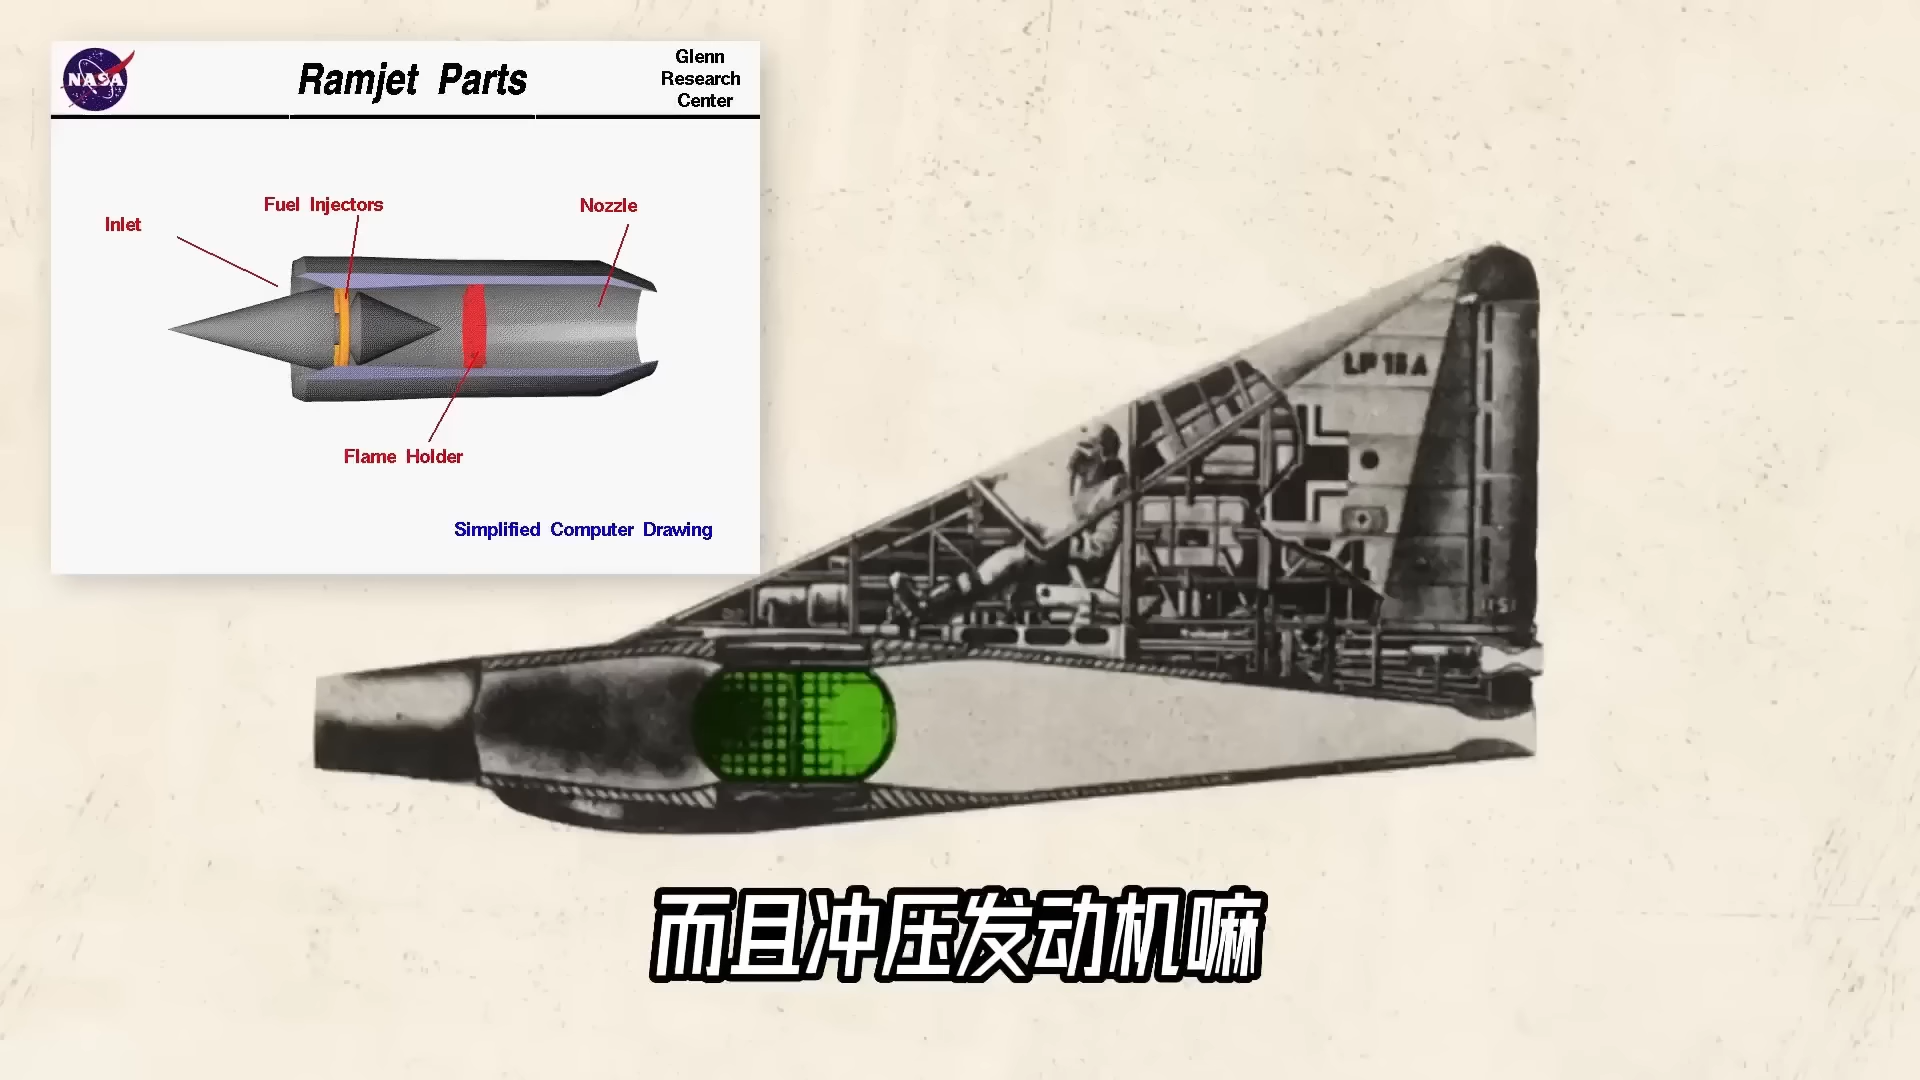 NASA
Ramjet Parts
Glenn
Research
Center
Fuel Injectors
Inlet
Nozzle
Flame Holder
Simplified Computer Drawing
LP 13A
而且冲压发动机嘛